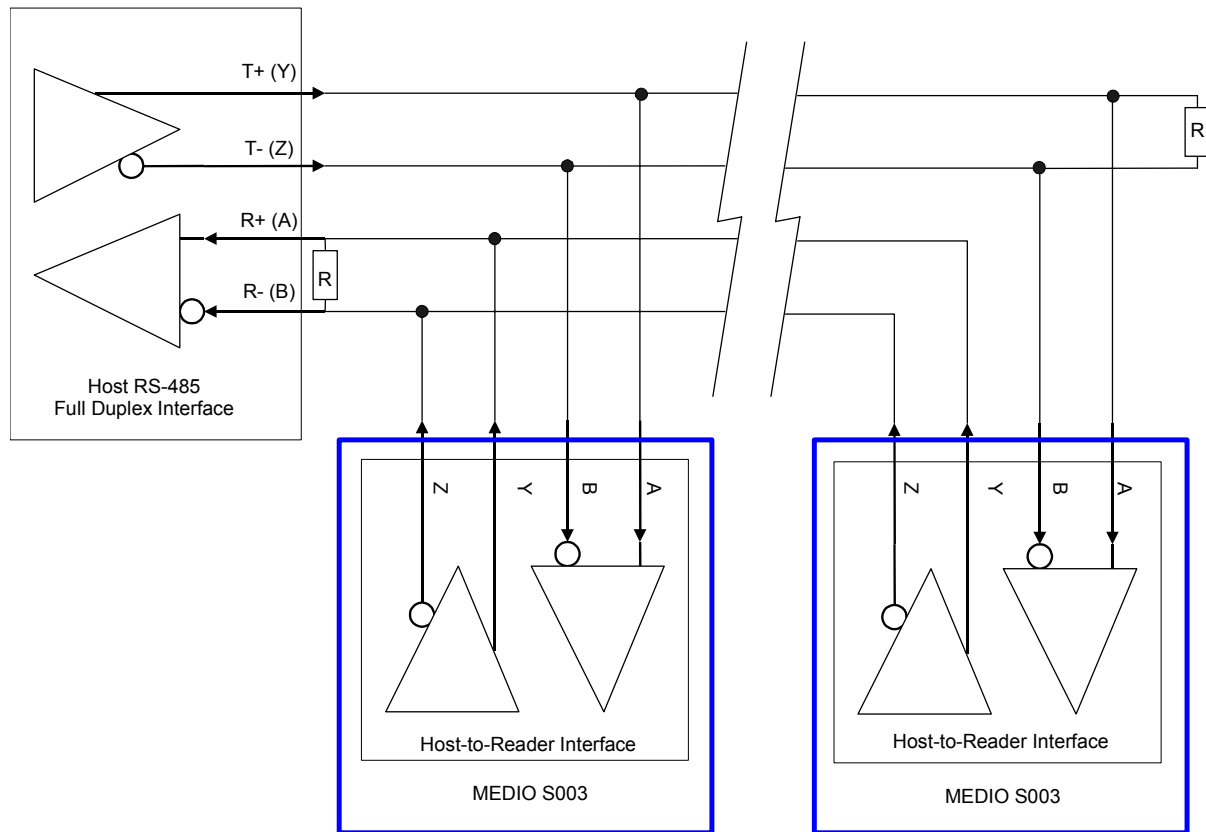 T+ (Y)
T- (Z)
R
R+ (A)
R
R- (B)
Host RS-485
Full Duplex Interface
Z
Y
B
A
Z
Y
B
A
Host-to-Reader Interface
Host-to-Reader Interface
MEDIO S003
MEDIO S003